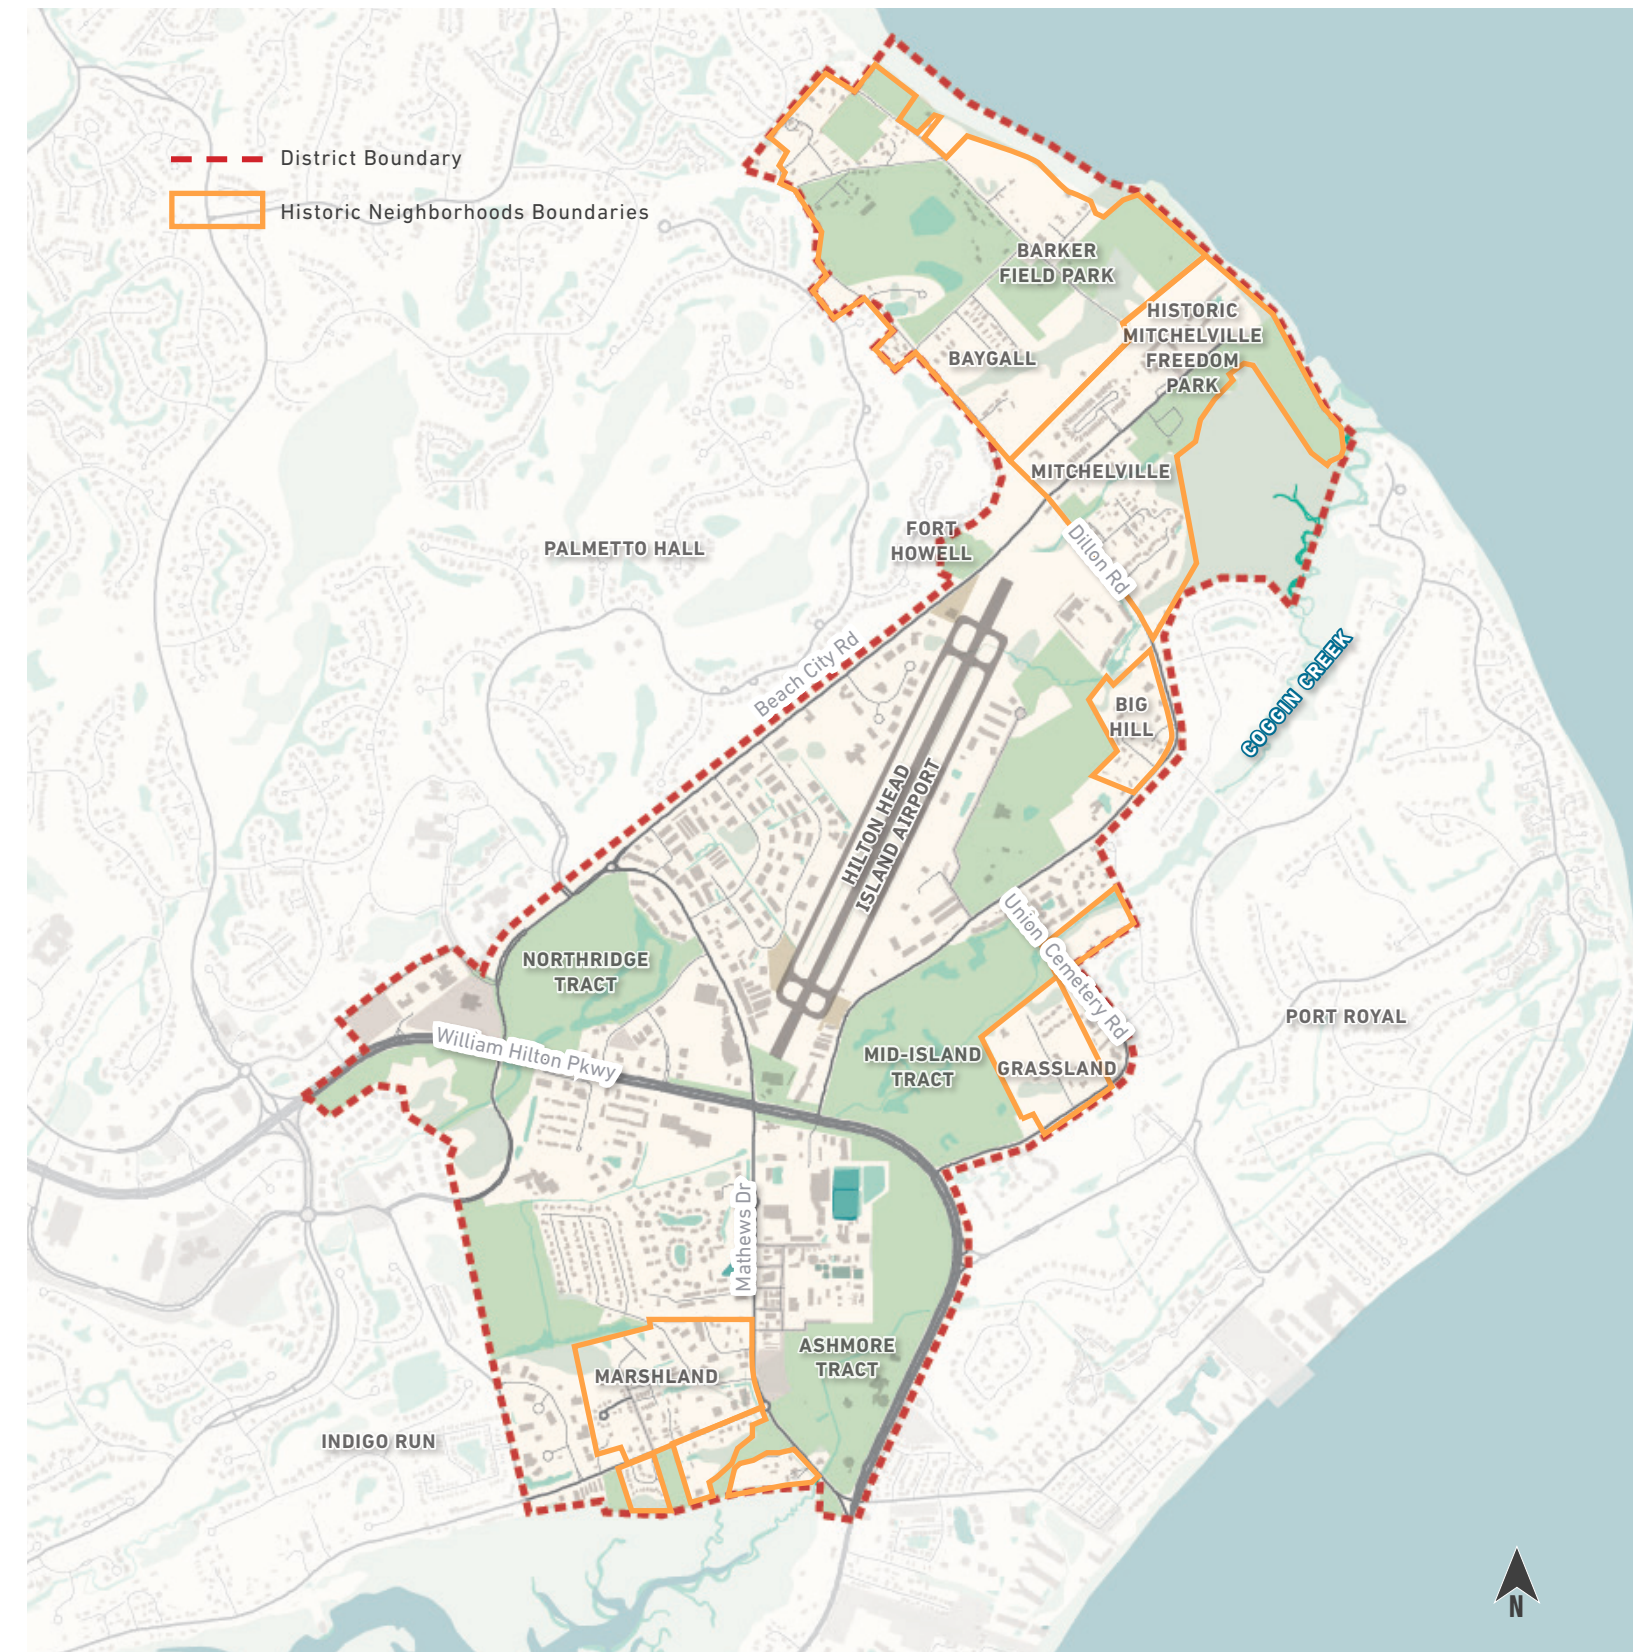 District Boundary
Historic Neighborhoods Boundaries
BARKER
FIELD PARK
HISTORIC
MITCHELVILLE
FREEDOM
PARK
BAYGALL
MITCHELVILLE
FORT
HOWELL
PALMETTO HALL
Dillon Rd
Beach City Rd
COGGIN CREEK
BIG
HILL
HILTON HEAD
ISLAND AIRPORT
Union Cemetery Rd
NORTHRIDGE
TRACT
PORT ROYAL
William Hilton Pkwy
MID-ISLAND
TRACT
GRASSLAND
Mathews Dr
ASHMORE
TRACT
MARSHLAND
INDIGO RUN
N